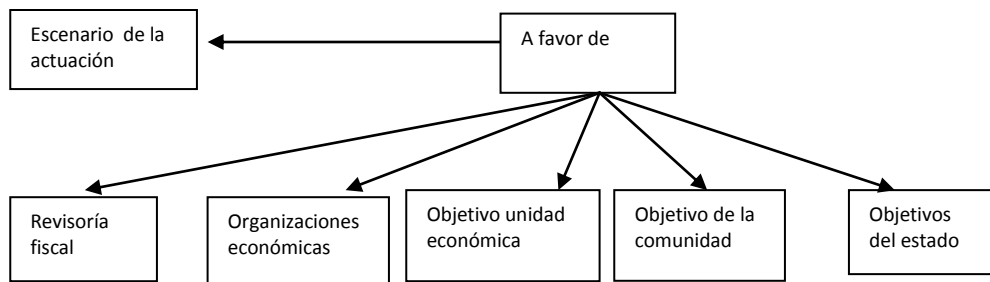 Escenario de la
actuación
A favor de
Revisoría
fiscal
Organizaciones
económicas
Objetivo unidad
económica
Objetivo de la
comunidad
Objetivos
del estado